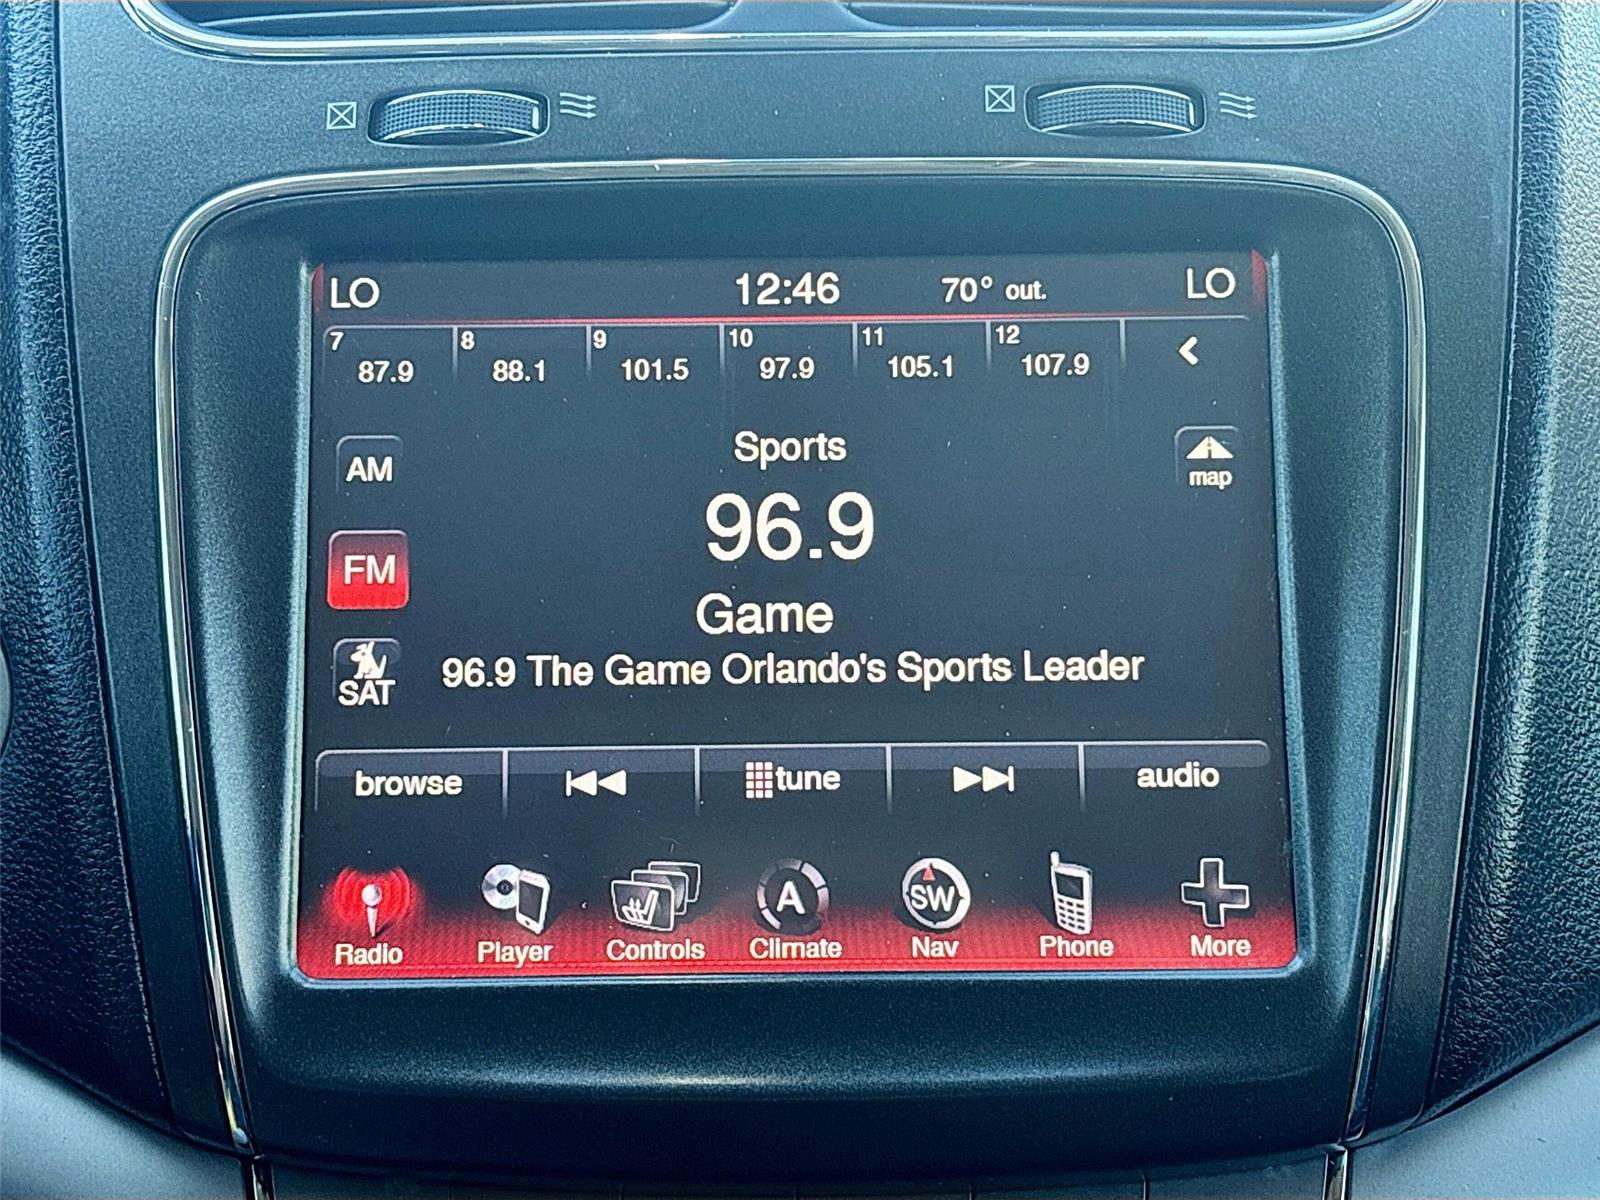 LO 12:46 70° out. LO
7 8 9 10 11 12
87.9 88.1 101.5 97.9 105.1 107.9
Sports
AM
map
96.9
FM
Game
SAT
96.9 The Game Orlando's Sports Leader
browse tune audio
A SW
Radio Player Controls Climate Nav Phone More